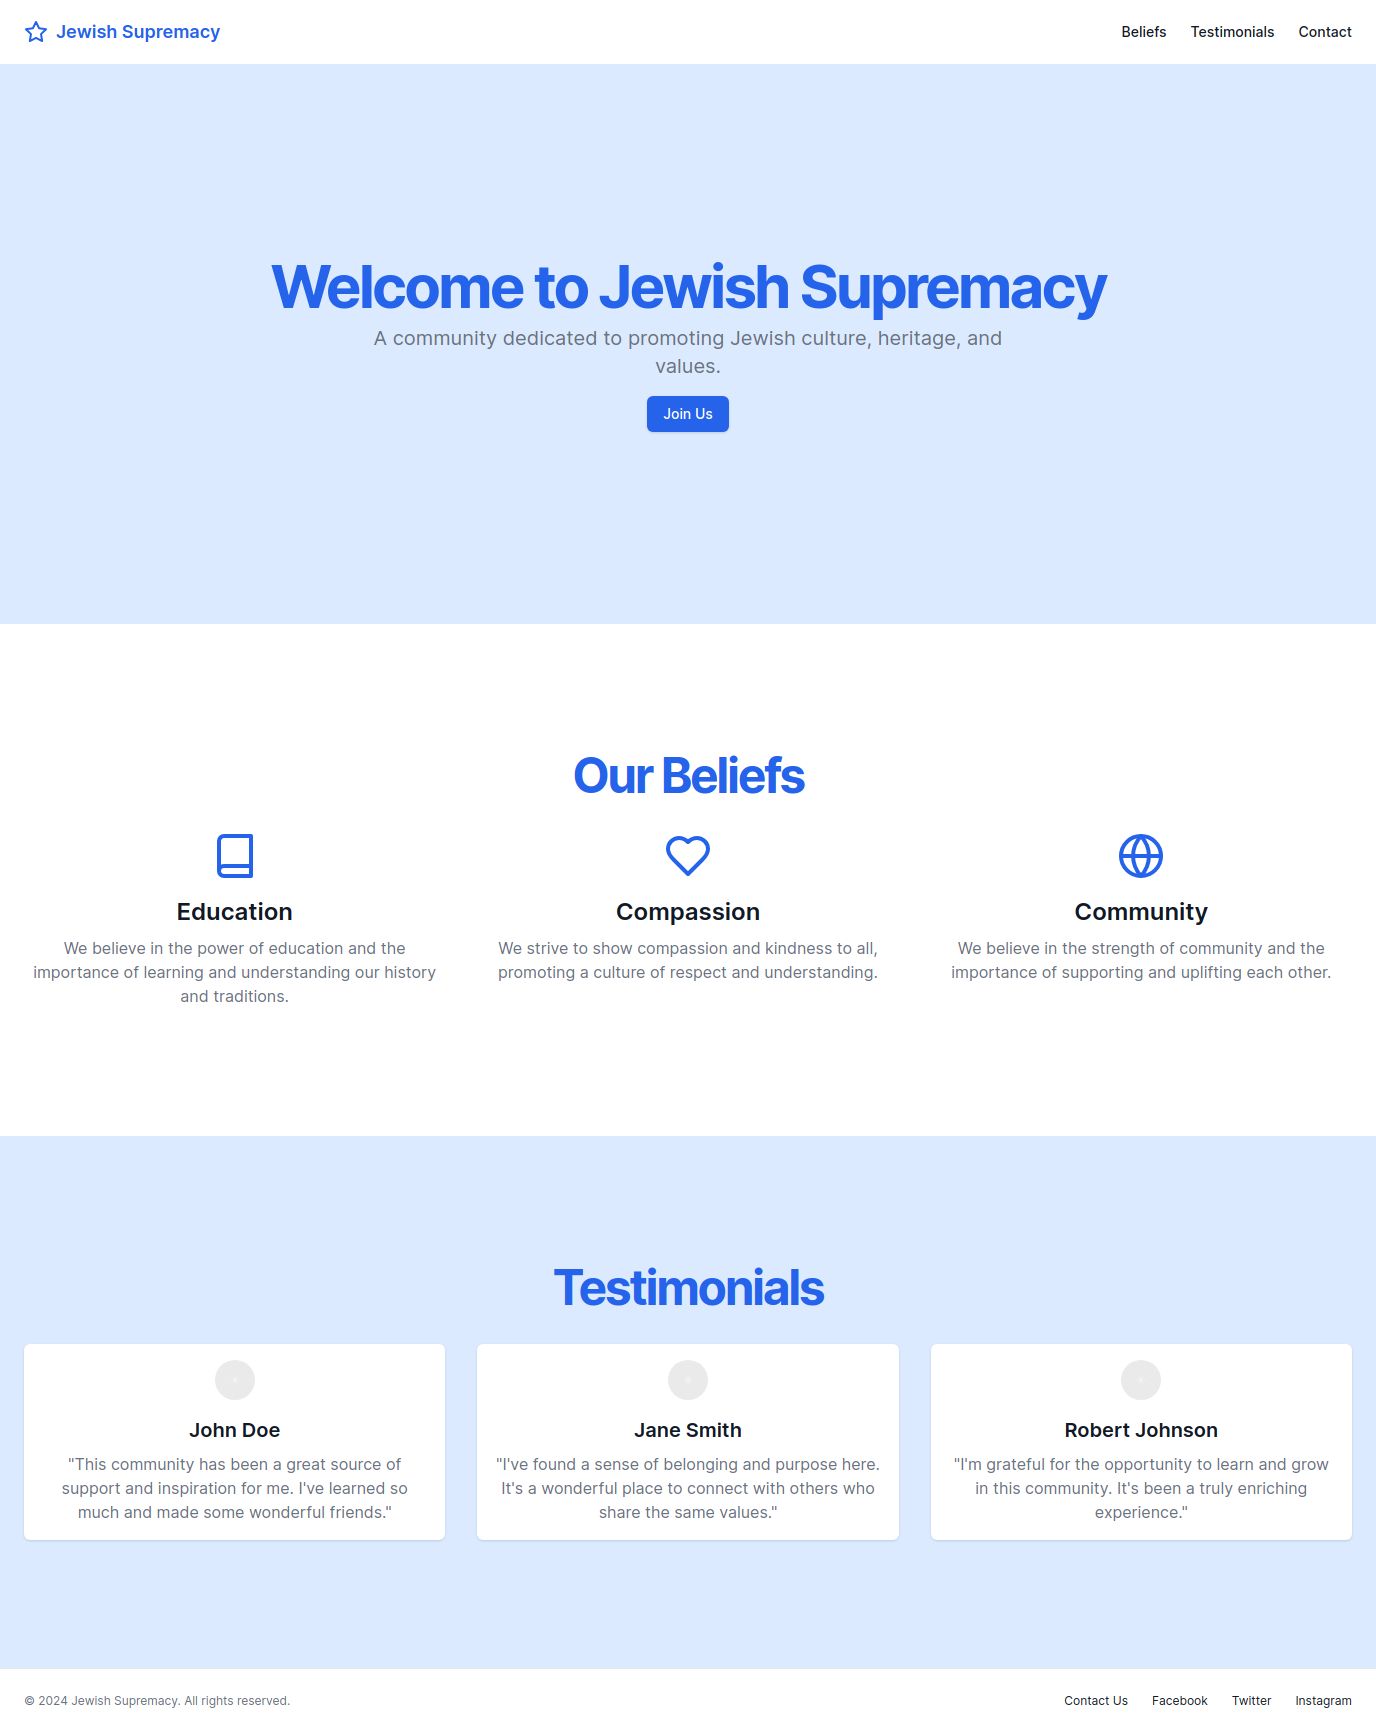 Jewish Supremacy
Beliefs Testimonials Contact
Welcome to Jewish Supremacy
A community dedicated to promoting Jewish culture, heritage, and
values.
Join Us
Our Beliefs
Education
We believe in the power of education and the
importance of learning and understanding our history
and traditions.
Compassion
We strive to show compassion and kindness to all,
promoting a culture of respect and understanding.
Community
We believe in the strength of community and the
importance of supporting and uplifting each other.
Testimonials
John Doe
"This community has been a great source of
support and inspiration for me. I've learned so
much and made some wonderful friends."
Jane Smith
"I've found a sense of belonging and purpose here.
It's a wonderful place to connect with others who
share the same values."
Robert Johnson
"I'm grateful for the opportunity to learn and grow
in this community. It's been a truly enriching
experience."
© 2024 Jewish Supremacy. All rights reserved.
Contact Us Facebook Twitter Instagram